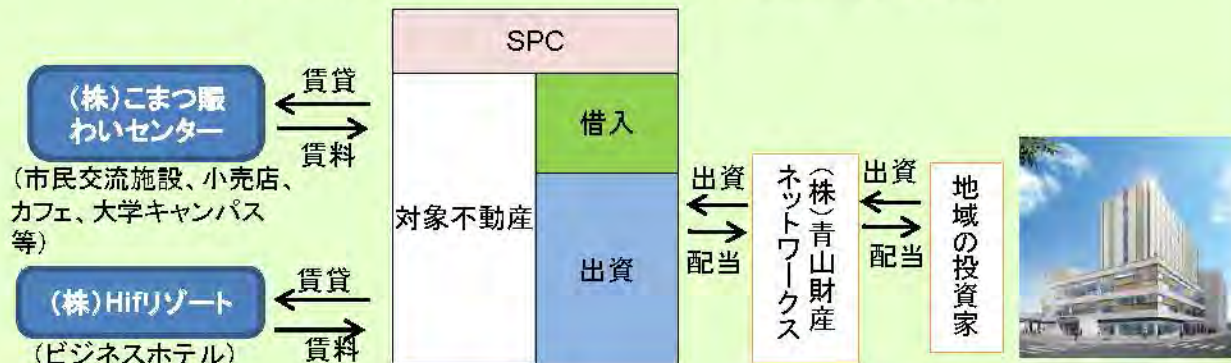 SPC
(株)こまつ賑
わいセンター
賃貸
賃料
(市民交流施設、小売店、
カフェ、大学キャンパス
等)
(株)Hifリゾート
賃貸
賃料
(ビジネスホテル)
対象不動産
借入
出資
出資
配当
(株)青山財産
ネットワークス
出資
配当
地域の投資家